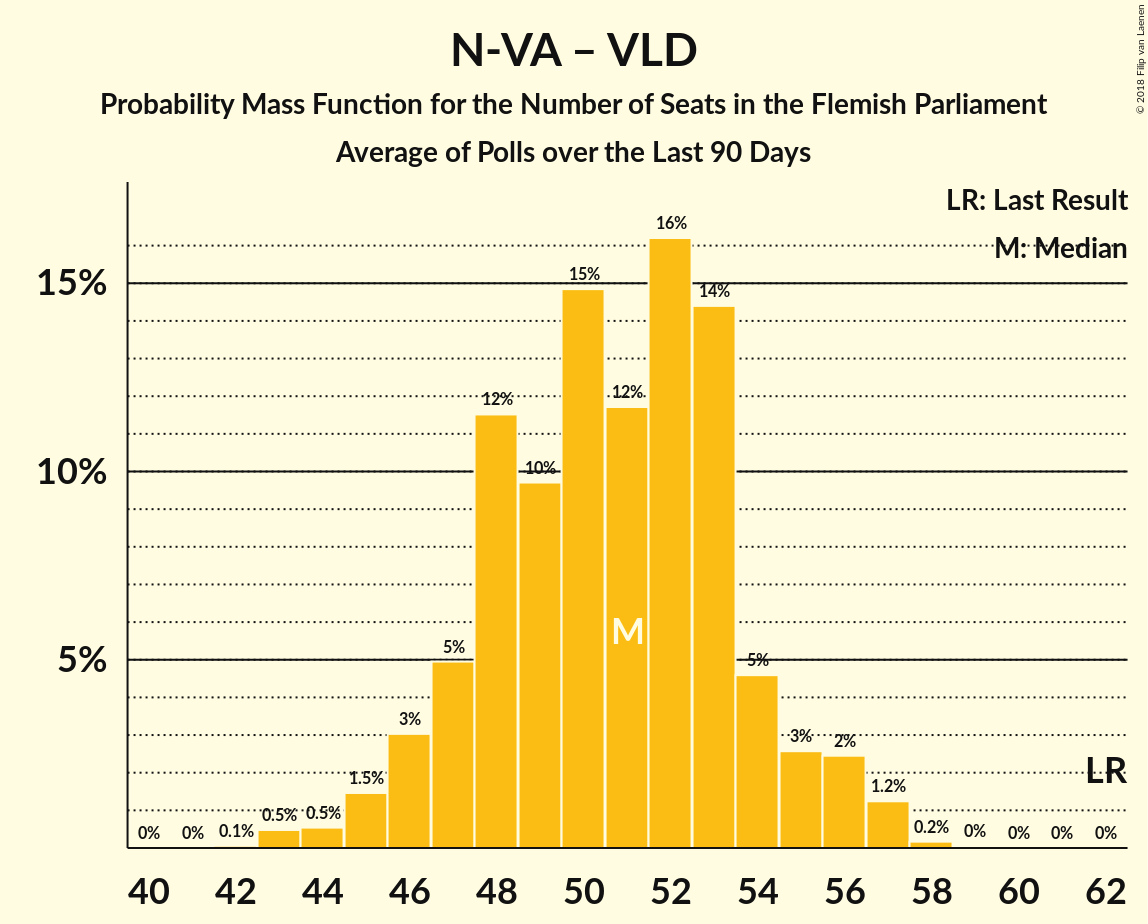 N-VA – VLD
Probability Mass Function for the Number of Seats in the Flemish Parliament
Average of Polls over the Last 90 Days
© 2018 Filip van Laenen
LR: Last Result
M: Median
15%
10%
5%
0% 0% 0.1% 0.5% 0.5% 1.5% 3% 5% 12% 10% 15% 12% 16% 14% 5% 3% 2% 1.2% 0.2% 0% 0% 0% 0%
M
LR
40 42 44 46 48 50 52 54 56 58 60 62